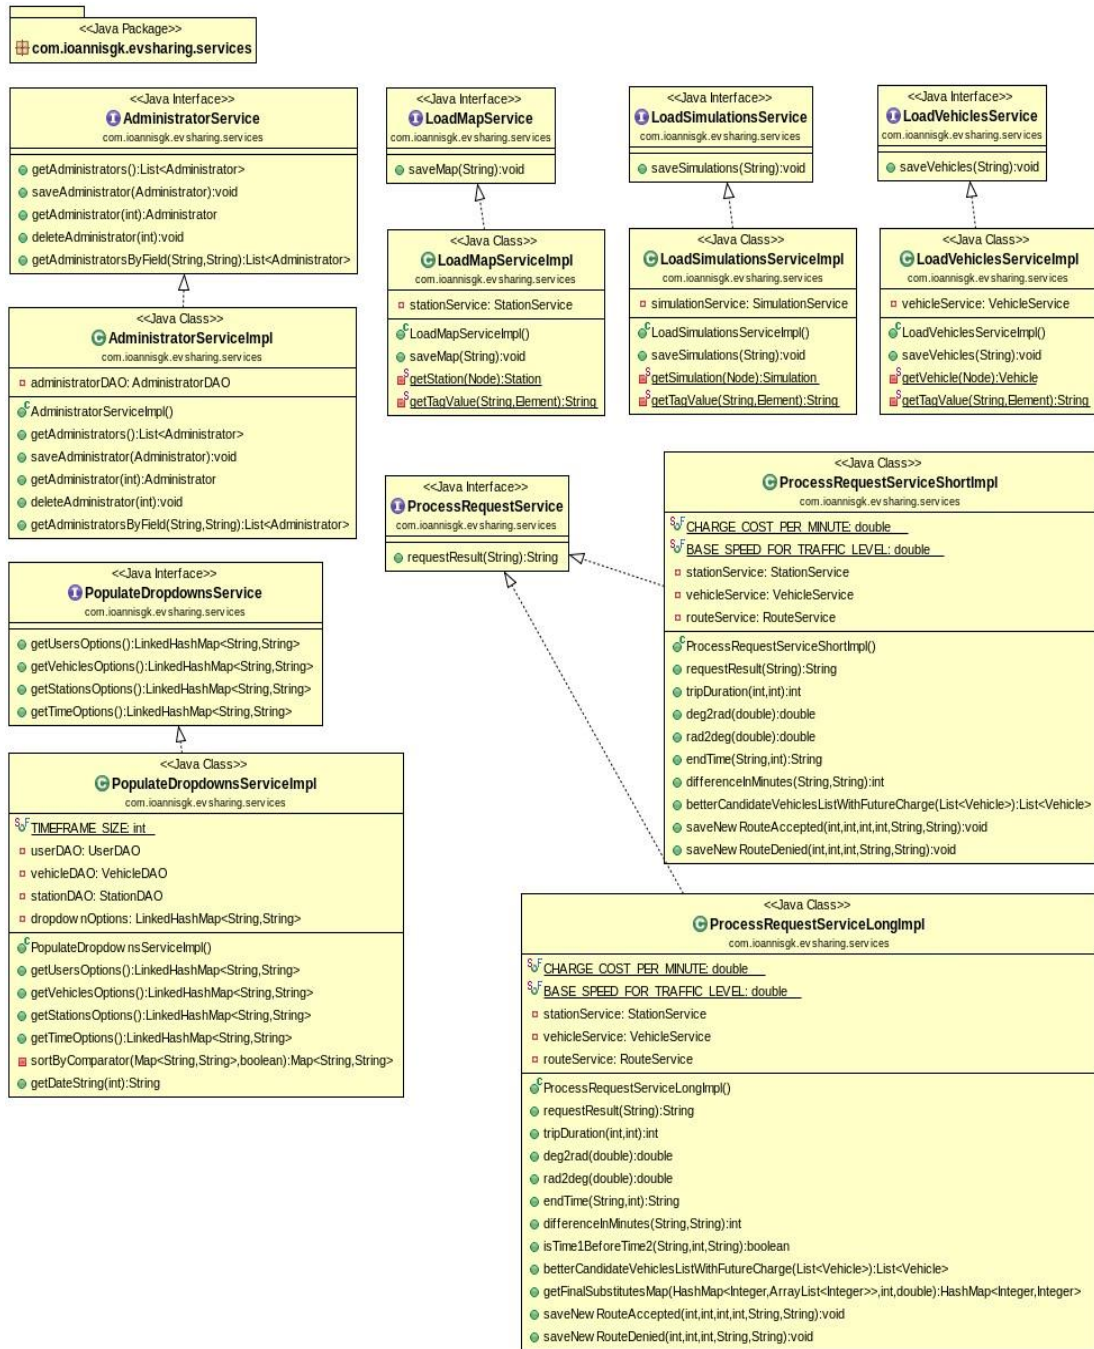 <<Java Package>>
com.ioannisgk.evsharing.services
<<Java Interface>>
AdministratorService
com.ioannisgk.evsharing.services
getAdministrators():List<Administrator>
saveAdministrator(Administrator):void
getAdministrator(int):Administrator
deleteAdministrator(int):void
getAdministratorsByField(String,String):List<Administrator>
<<Java Class>>
AdministratorServiceImpl
com.ioannisgk.evsharing.services
administratorDAO: AdministratorDAO
AdministratorServiceImpl()
getAdministrators():List<Administrator>
saveAdministrator(Administrator):void
getAdministrator(int):Administrator
deleteAdministrator(int):void
getAdministratorsByField(String,String):List<Administrator>
<<Java Interface>>
LoadMapService
com.ioannisgk.evsharing.services
saveMap(String):void
<<Java Class>>
LoadMapServiceImpl
com.ioannisgk.evsharing.services
stationService: StationService
LoadMapServiceImpl()
saveMap(String):void
getStation(Node):Station
getTagValue(String,Element):String
<<Java Interface>>
LoadSimulationsService
com.ioannisgk.evsharing.services
saveSimulations(String):void
<<Java Class>>
LoadSimulationsServiceImpl
com.ioannisgk.evsharing.services
simulationService: SimulationService
LoadSimulationsServiceImpl()
saveSimulations(String):void
getSimulation(Node):Simulation
getTagValue(String,Element):String
<<Java Interface>>
LoadVehiclesService
com.ioannisgk.evsharing.services
saveVehicles(String):void
<<Java Class>>
LoadVehiclesServiceImpl
com.ioannisgk.evsharing.services
vehicleService: VehicleService
LoadVehiclesServiceImpl()
saveVehicles(String):void
getVehicle(Node):Vehicle
getTagValue(String,Element):String
<<Java Interface>>
PopulateDropdownsService
com.ioannisgk.evsharing.services
getUsersOptions():LinkedHashMap<String,String>
getVehiclesOptions():LinkedHashMap<String,String>
getStationsOptions():LinkedHashMap<String,String>
getTimeOptions():LinkedHashMap<String,String>
<<Java Class>>
PopulateDropdownsServiceImpl
com.ioannisgk.evsharing.services
TIMEFRAME_SIZE: int
userDAO: UserDAO
vehicleDAO: VehicleDAO
stationDAO: StationDAO
dropdownOptions: LinkedHashMap<String,String>
PopulateDropdownsServiceImpl()
getUsersOptions():LinkedHashMap<String,String>
getVehiclesOptions():LinkedHashMap<String,String>
getStationsOptions():LinkedHashMap<String,String>
getTimeOptions():LinkedHashMap<String,String>
sortByComparator(Map<String,String>,boolean):Map<String,String>
getDateString(int):String
<<Java Interface>>
ProcessRequestService
com.ioannisgk.evsharing.services
requestResult(String):String
<<Java Class>>
ProcessRequestServiceShortImpl
com.ioannisgk.evsharing.services
CHARGE_COST_PER_MINUTE: double
BASE_SPEED_FOR_TRAFFIC_LEVEL: double
stationService: StationService
vehicleService: VehicleService
routeService: RouteService
ProcessRequestServiceShortImpl()
requestResult(String):String
tripDuration(int,int):int
deg2rad(double):double
rad2deg(double):double
endTime(String,int):String
differenceInMinutes(String,String):int
betterCandidateVehiclesListWithFutureCharge(List<Vehicle>):List<Vehicle>
saveNewRouteAccepted(int,int,int,int,String,String):void
saveNewRouteDenied(int,int,int,String,String):void
<<Java Class>>
ProcessRequestServiceLongImpl
com.ioannisgk.evsharing.services
CHARGE_COST_PER_MINUTE: double
BASE_SPEED_FOR_TRAFFIC_LEVEL: double
stationService: StationService
vehicleService: VehicleService
routeService: RouteService
ProcessRequestServiceLongImpl()
requestResult(String):String
tripDuration(int,int):int
deg2rad(double):double
rad2deg(double):double
endTime(String,int):String
differenceInMinutes(String,String):int
isTime1BeforeTime2(String,int,String):boolean
betterCandidateVehiclesListWithFutureCharge(List<Vehicle>):List<Vehicle>
getFinalSubstitutesMap(HashMap<Integer,ArrayList<Integer>>,int,double):HashMap<Integer,Integer>
saveNewRouteAccepted(int,int,int,int,String,String):void
saveNewRouteDenied(int,int,int,String,String):void